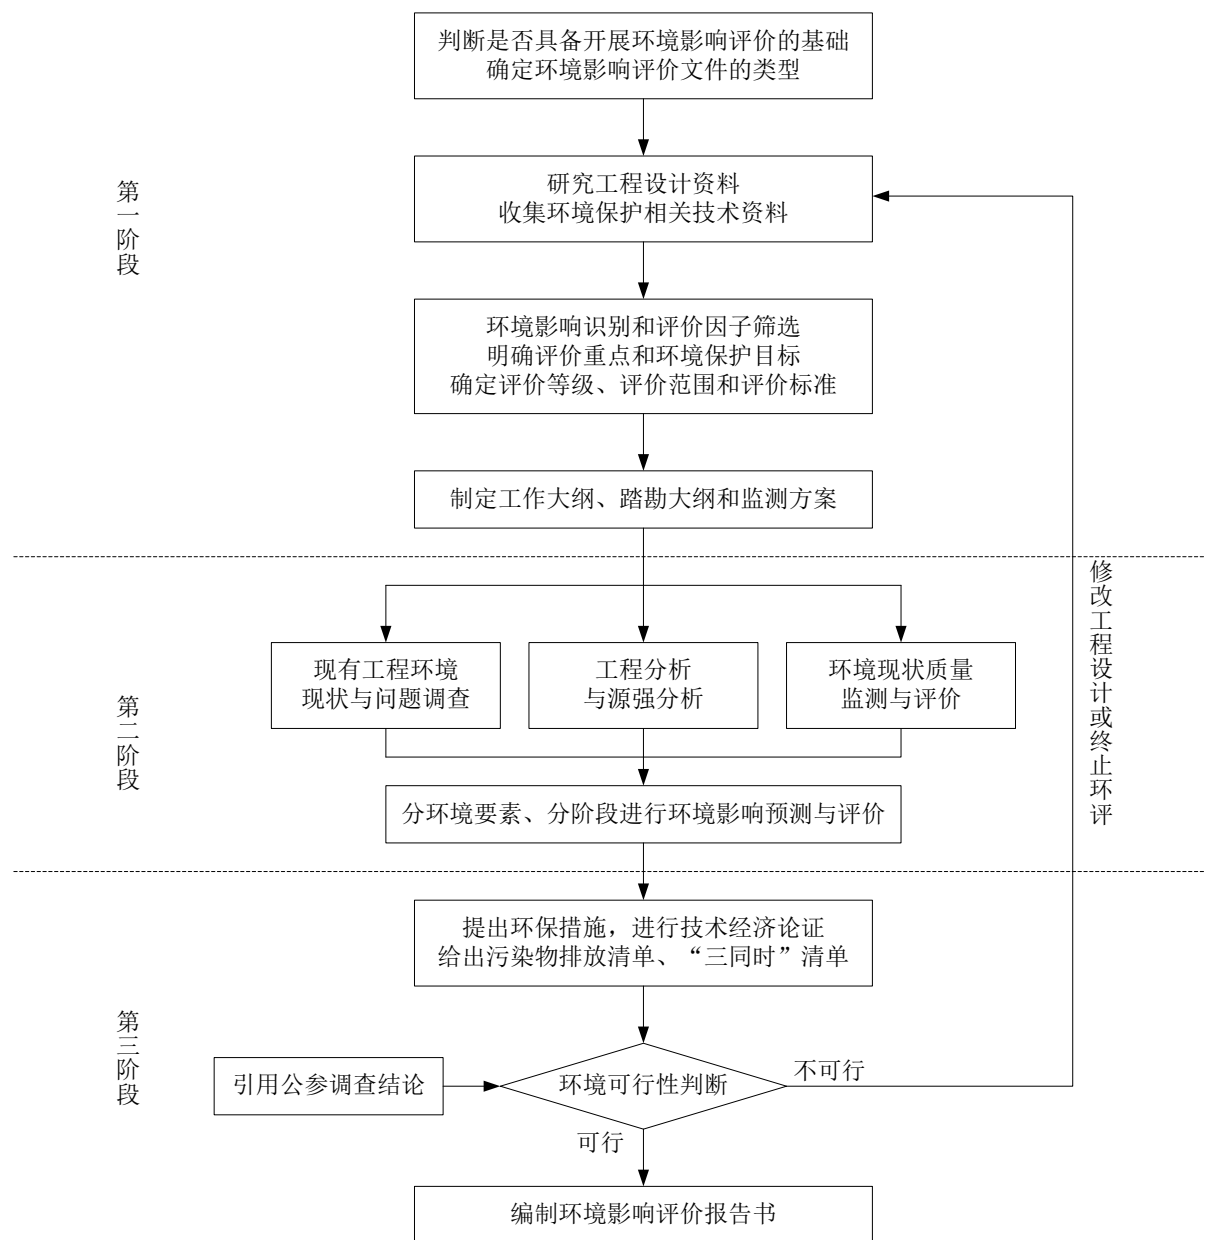 判断是否具备开展环境影响评价的基础
确定环境影响评价文件的类型
第一阶段
研究工程设计资料
收集环境保护相关技术资料
环境影响识别和评价因子筛选
明确评价重点和环境保护目标
确定评价等级、评价范围和评价标准
制定工作大纲、踏勘大纲和监测方案
修改工程设计或终止环评
第二阶段
现有工程环境
现状与问题调查
工程分析
与源强分析
环境现状质量
监测与评价
分环境要素、分阶段进行环境影响预测与评价
第三阶段
提出环保措施，进行技术经济论证
给出污染物排放清单、“三同时”清单
引用公参调查结论
环境可行性判断
不可行
可行
编制环境影响评价报告书